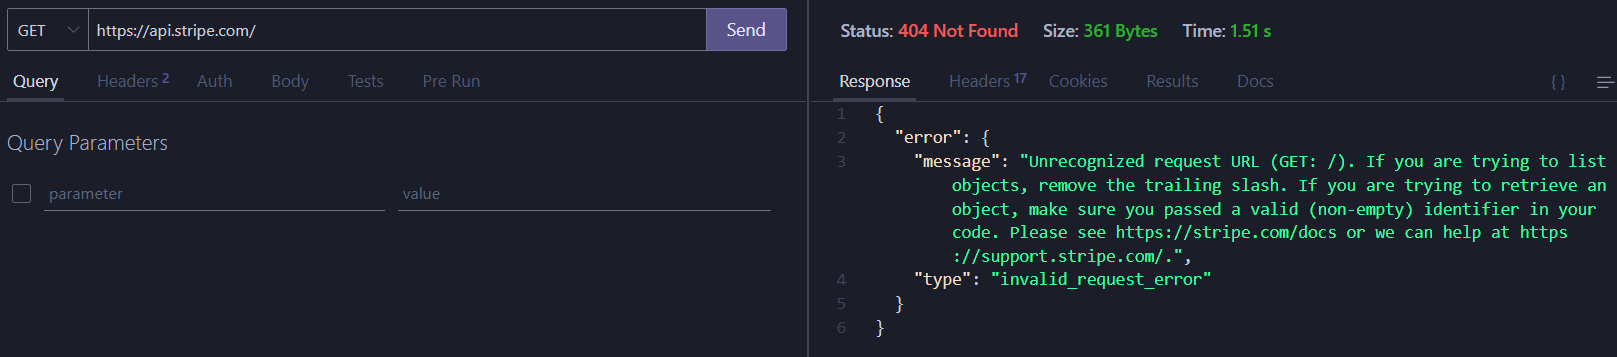 GET https://api.stripe.com/ Send
Query Headers 2 Auth Body Tests Pre Run
Query Parameters
parameter value
Status: 404 Not Found Size: 361 Bytes Time: 1.51 s
Response Headers 17 Cookies Results Docs { }
1 {
2 "error": {
3 "message": "Unrecognized request URL (GET: /). If you are trying to list
objects, remove the trailing slash. If you are trying to retrieve an
object, make sure you passed a valid (non-empty) identifier in your
code. Please see https://stripe.com/docs or we can help at https
://support.stripe.com/.",
4 "type": "invalid_request_error"
5 }
6 }